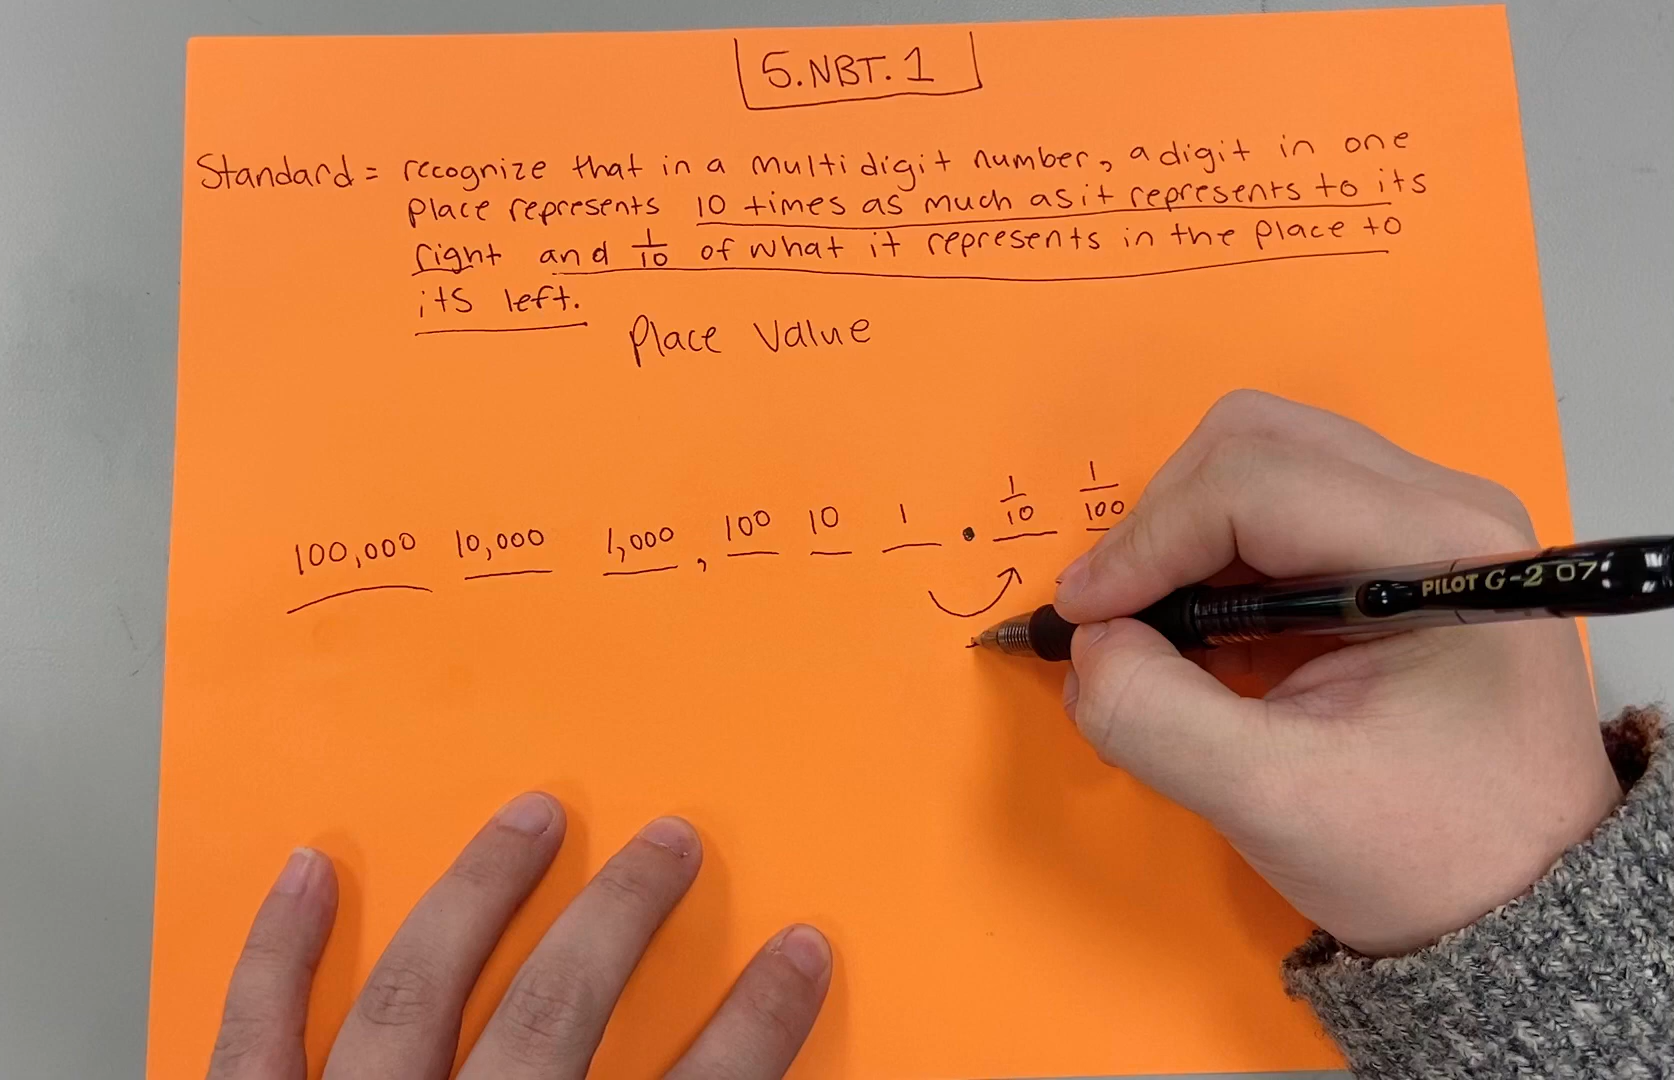 5.NBT.1
Standard = recognize that in a multi digit number, a digit in one
place represents 10 times as much as it represents to its
right and 1/10 of what it represents in the place to
its left.
Place Value
100,000 10,000 1,000 , 100 10 1 . 1/10 1/100
PILOT G-2 07